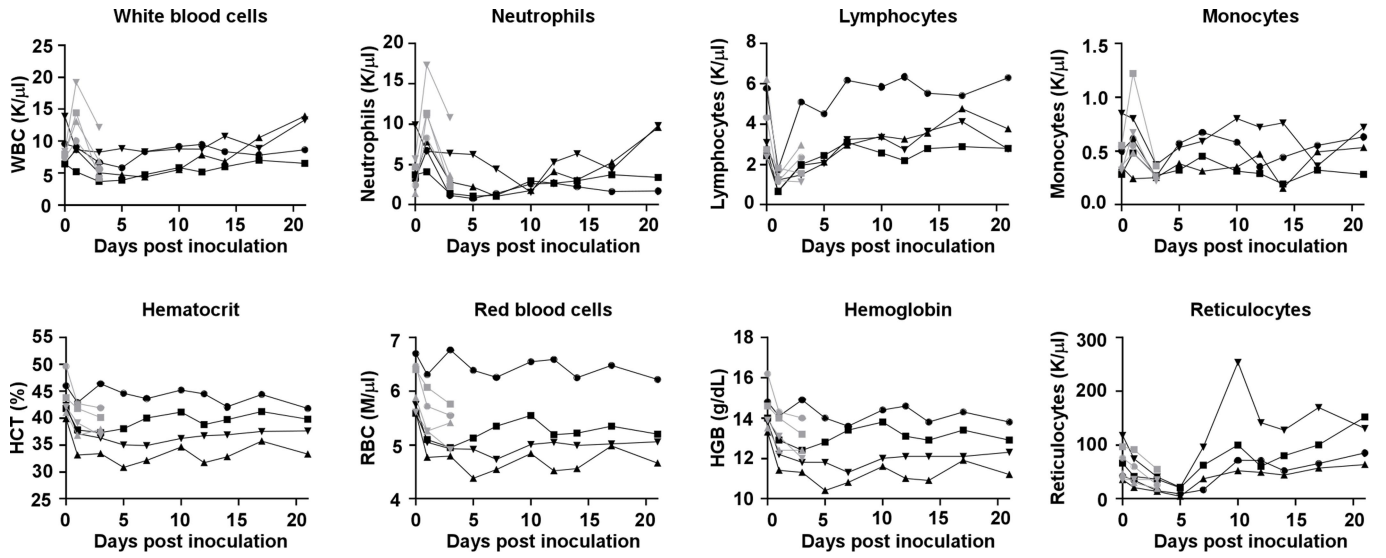 White blood cells
WBC (K/µl)
25
20
15
10
5
0
0 5 10 15 20
Days post inoculation
Neutrophils
Neutrophils (K/µl)
20
15
10
5
0
0 5 10 15 20
Days post inoculation
Lymphocytes
Lymphocytes (K/µl)
8
6
4
2
0
0 5 10 15 20
Days post inoculation
Monocytes
Monocytes (K/µl)
1.5
1.0
0.5
0.0
0 5 10 15 20
Days post inoculation
Hematocrit
HCT (%)
55
50
45
40
35
30
25
0 5 10 15 20
Days post inoculation
Red blood cells
RBC (M/µl)
7
6
5
4
0 5 10 15 20
Days post inoculation
Hemoglobin
HGB (g/dL)
18
16
14
12
10
0 5 10 15 20
Days post inoculation
Reticulocytes
Reticulocytes (K/µl)
300
200
100
0
0 5 10 15 20
Days post inoculation